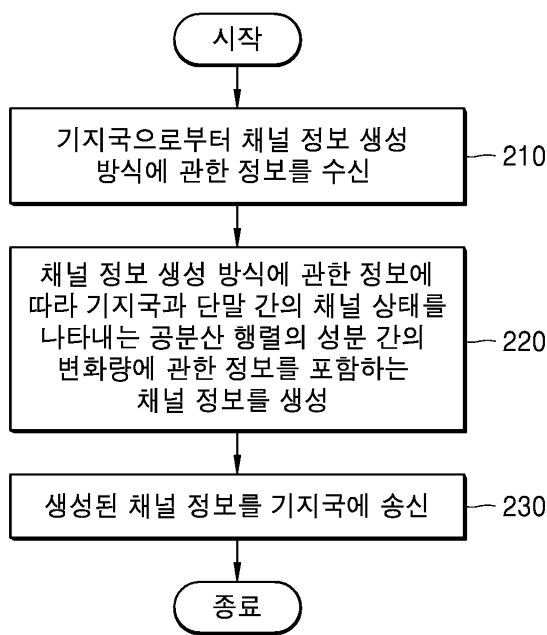 시작
기지국으로부터 채널 정보 생성
방식에 관한 정보를 수신
210
채널 정보 생성 방식에 관한 정보에
따라 기지국과 단말 간의 채널 상태를
나타내는 공분산 행렬의 성분 간의
변화량에 관한 정보를 포함하는
채널 정보를 생성
220
생성된 채널 정보를 기지국에 송신
230
종료